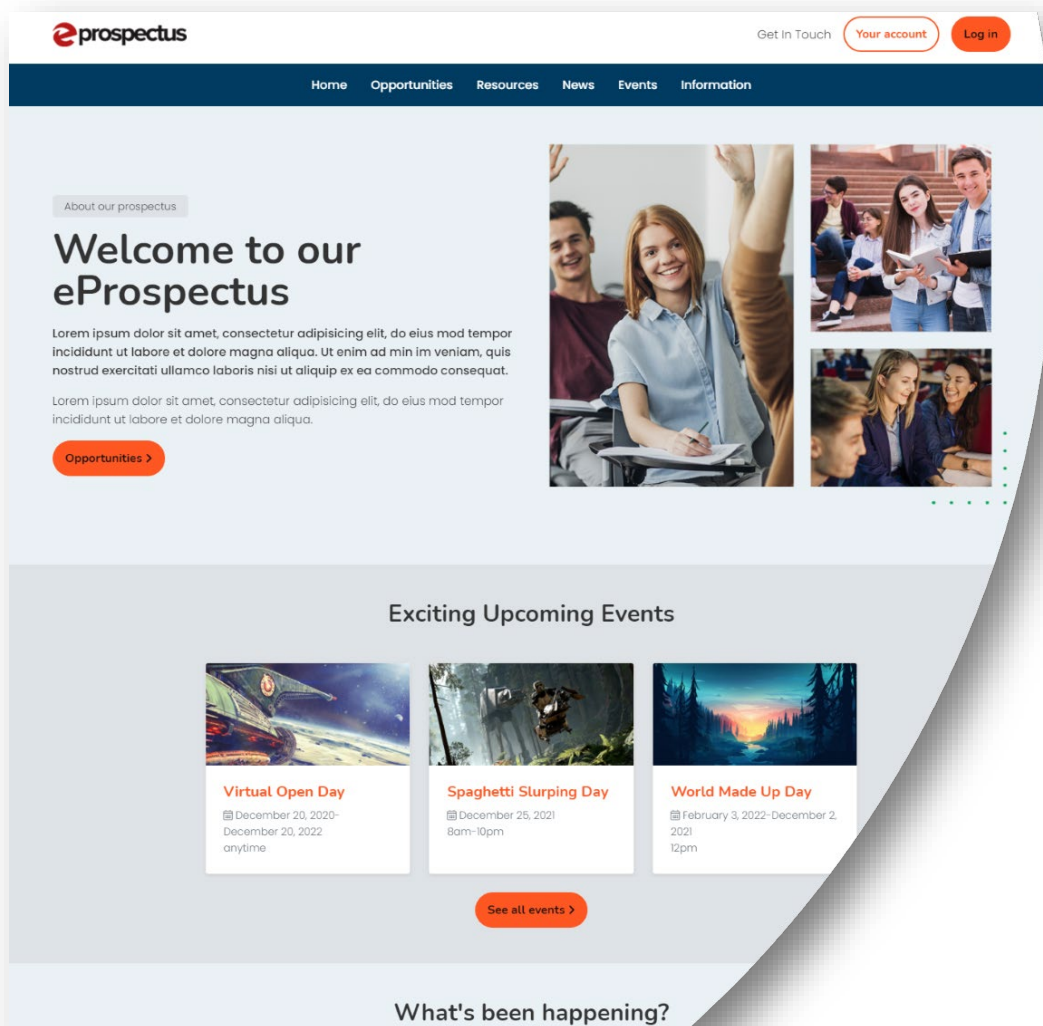 eprospectus
Get In Touch
Your account
Log in
Home Opportunities Resources News Events Information
About our prospectus
Welcome to our
eProspectus
Lorem ipsum dolor sit amet, consectetur adipisicing elit, do eius mod tempor
incididunt ut labore et dolore magna aliqua. Ut enim ad min im veniam, quis
nostrud exercitati ullamco laboris nisi ut aliquip ex ea commodo consequat.
Lorem ipsum dolor sit amet, consectetur adipisicing elit, do eius mod tempor
incididunt ut labore et dolore magna aliqua.
Opportunities >
Exciting Upcoming Events
Virtual Open Day
December 20, 2020-
December 20, 2022
anytime
Spaghetti Slurping Day
December 25, 2021
8am-10pm
World Made Up Day
February 3, 2022-December 2,
2021
12pm
See all events >
What's been happening?